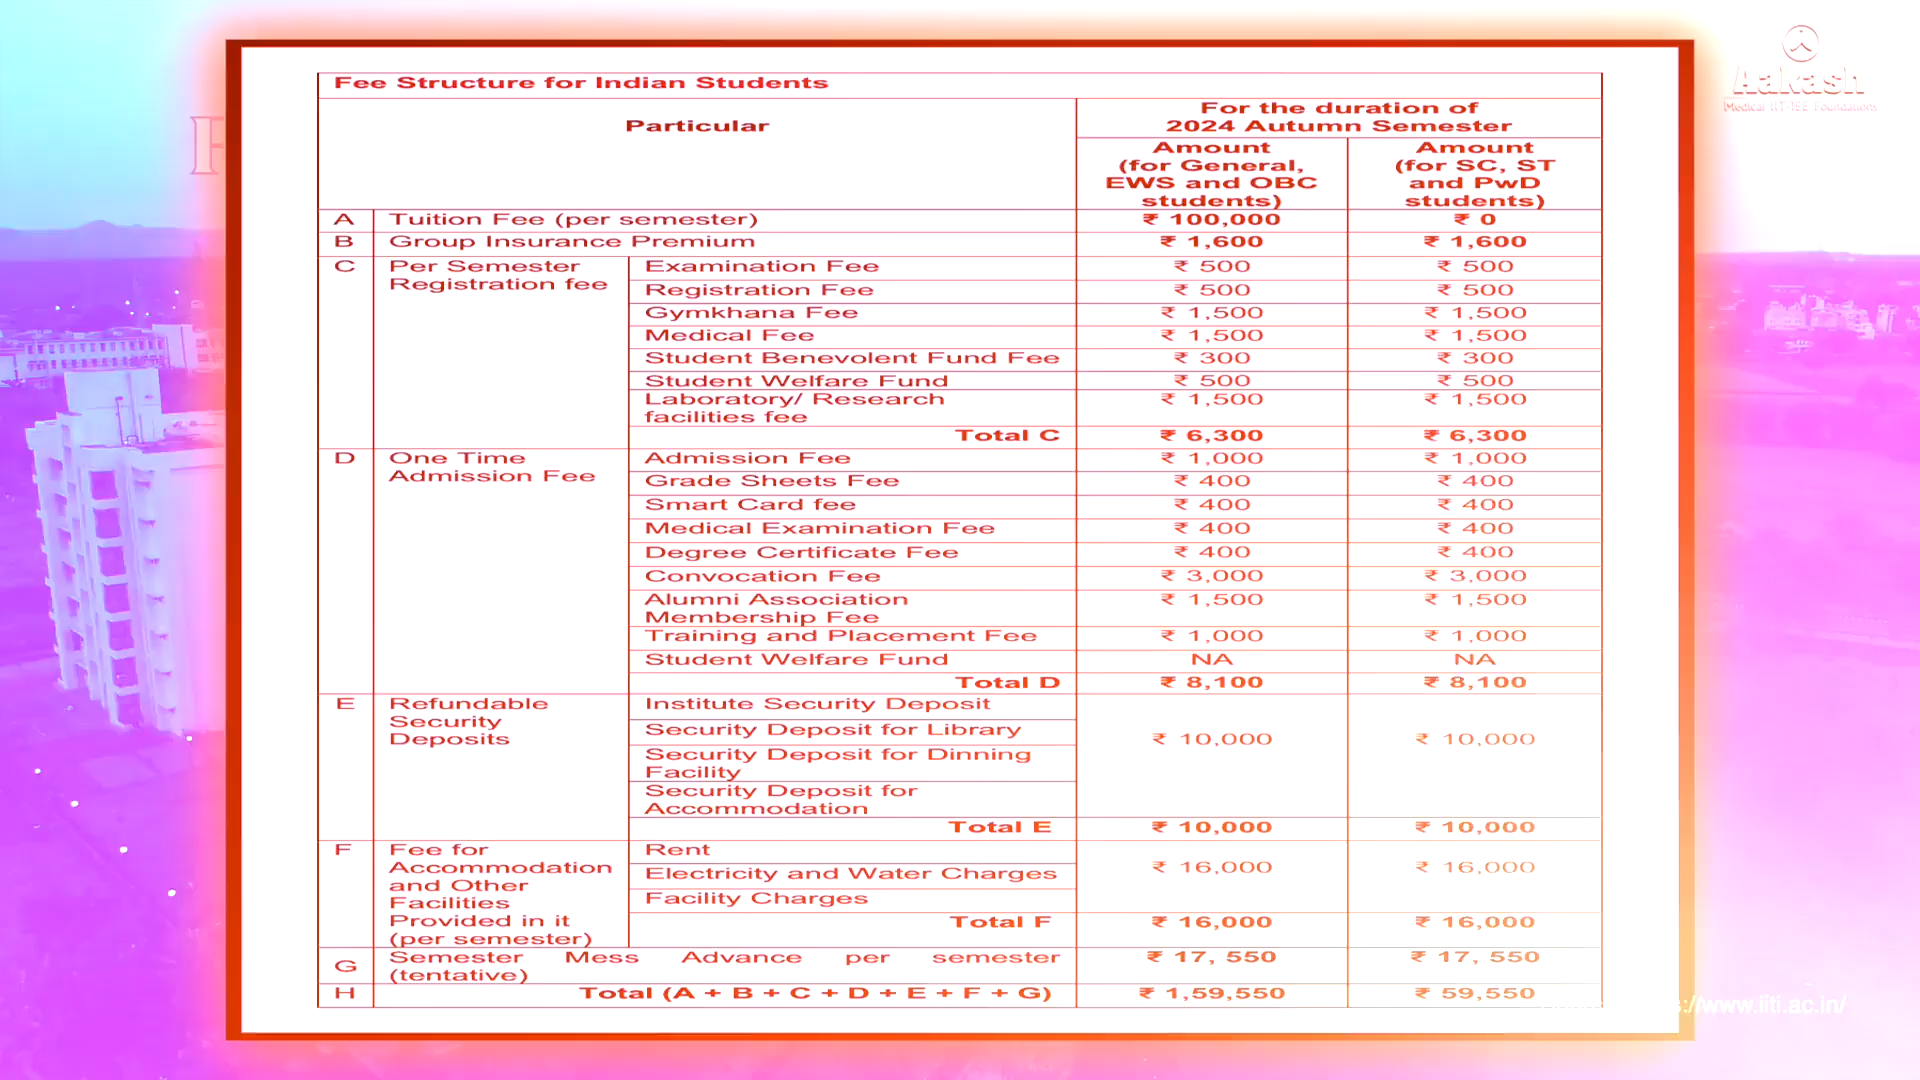 Aakash
Medical IIT-JEE Foundations
Fee Structure for Indian Students
Particular
For the duration of
2024 Autumn Semester
Amount
(for General,
EWS and OBC
students)
Amount
(for SC, ST
and PwD
students)
A Tuition Fee (per semester) ₹ 100,000 ₹ 0
B Group Insurance Premium ₹ 1,600 ₹ 1,600
C Per Semester
Registration fee
Examination Fee ₹ 500 ₹ 500
Registration Fee ₹ 500 ₹ 500
Gymkhana Fee ₹ 1,500 ₹ 1,500
Medical Fee ₹ 1,500 ₹ 1,500
Student Benevolent Fund Fee ₹ 300 ₹ 300
Student Welfare Fund ₹ 500 ₹ 500
Laboratory/ Research ₹ 1,500 ₹ 1,500
facilities fee
Total C ₹ 6,300 ₹ 6,300
D One Time
Admission Fee
Admission Fee ₹ 1,000 ₹ 1,000
Grade Sheets Fee ₹ 400 ₹ 400
Smart Card fee ₹ 400 ₹ 400
Medical Examination Fee ₹ 400 ₹ 400
Degree Certificate Fee ₹ 400 ₹ 400
Convocation Fee ₹ 3,000 ₹ 3,000
Alumni Association ₹ 1,500 ₹ 1,500
Membership Fee
Training and Placement Fee ₹ 1,000 ₹ 1,000
Student Welfare Fund NA NA
Total D ₹ 8,100 ₹ 8,100
E Refundable
Security
Deposits
Institute Security Deposit
Security Deposit for Library ₹ 10,000 ₹ 10,000
Security Deposit for Dinning
Facility
Security Deposit for
Accommodation
Total E ₹ 10,000 ₹ 10,000
F Fee for
Accommodation
and Other
Facilities
Provided in it
(per semester)
Rent
Electricity and Water Charges ₹ 16,000 ₹ 16,000
Facility Charges
Total F ₹ 16,000 ₹ 16,000
G Semester Mess Advance per semester ₹ 17, 550 ₹ 17, 550
(tentative)
H Total (A + B + C + D + E + F + G) ₹ 1,59,550 ₹ 59,550
://www.iiti.ac.in/